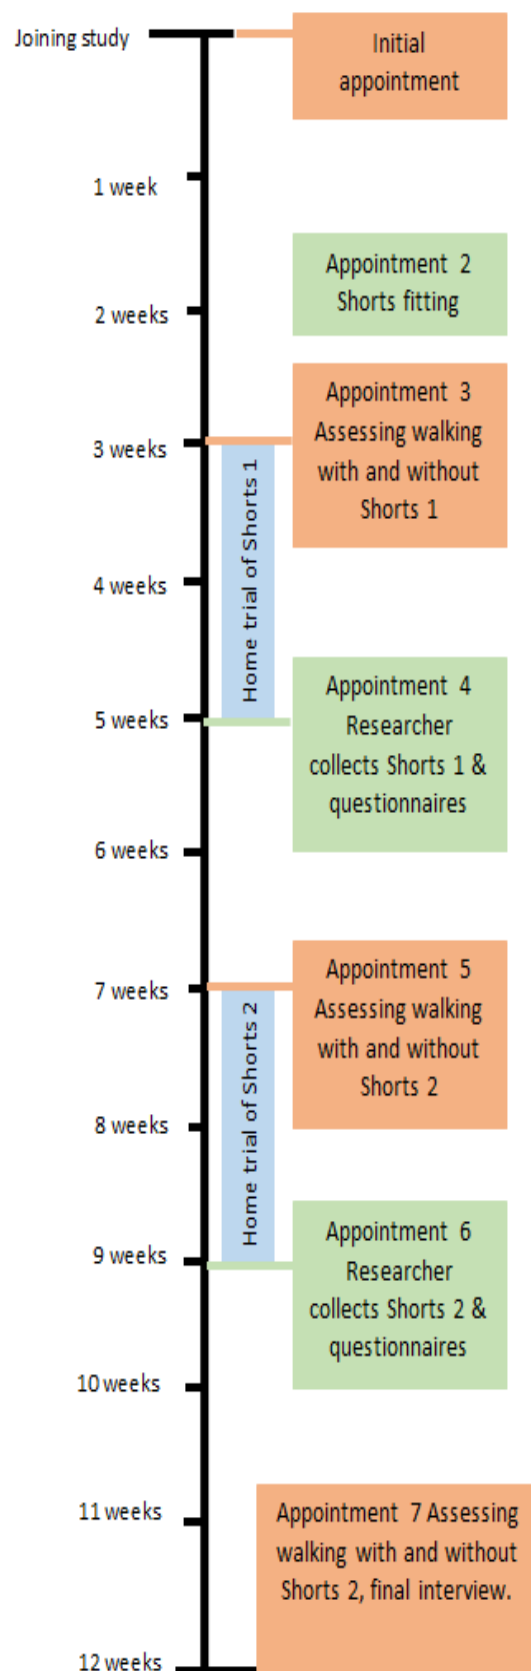 Joining study
Initial
appointment
1 week
Appointment 2
Shorts fitting
2 weeks
Appointment 3
Assessing walking
with and without
Shorts 1
3 weeks
Home trial of Shorts 1
4 weeks
Appointment 4
Researcher
collects Shorts 1 &
questionnaires
5 weeks
6 weeks
Appointment 5
Assessing walking
with and without
Shorts 2
7 weeks
Home trial of Shorts 2
8 weeks
Appointment 6
Researcher
collects Shorts 2 &
questionnaires
9 weeks
10 weeks
11 weeks
Appointment 7 Assessing
walking with and without
Shorts 2, final interview.
12 weeks